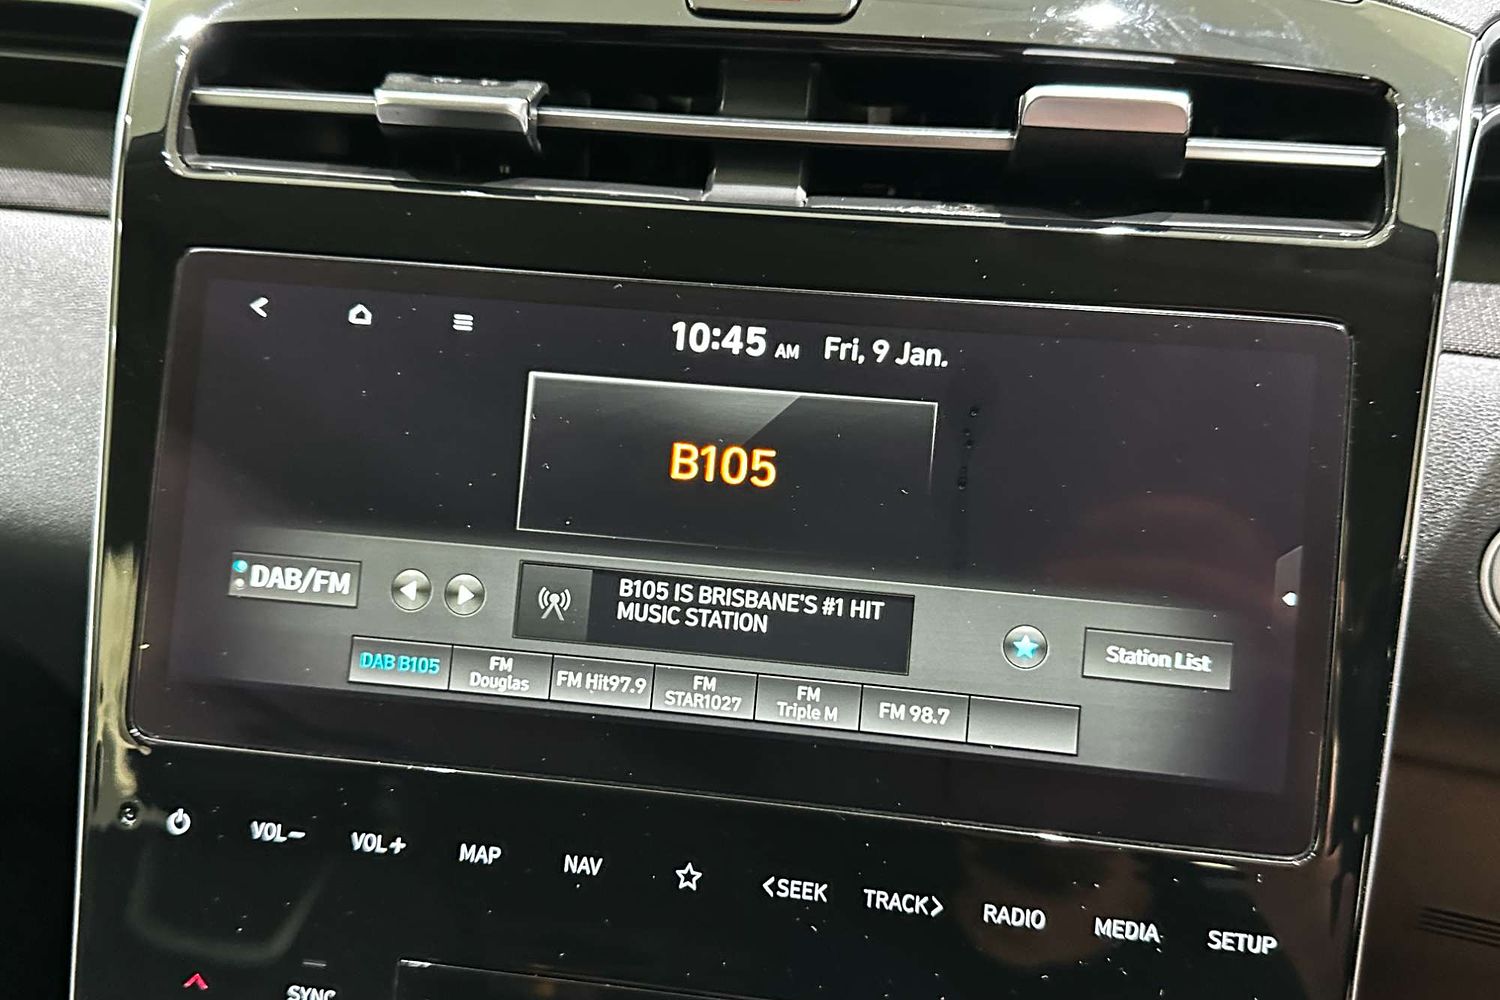 10:45 AM Fri, 9 Jan.
B105
DAB/FM
B105 IS BRISBANE'S #1 HIT
MUSIC STATION
Station List
DAB B105
FM
Douglas
FM Hit97.9
FM
STAR1027
FM
Triple M
FM 98.7
VOL−
VOL+
MAP
NAV
<SEEK
TRACK>
RADIO
MEDIA
SETUP
SYNC